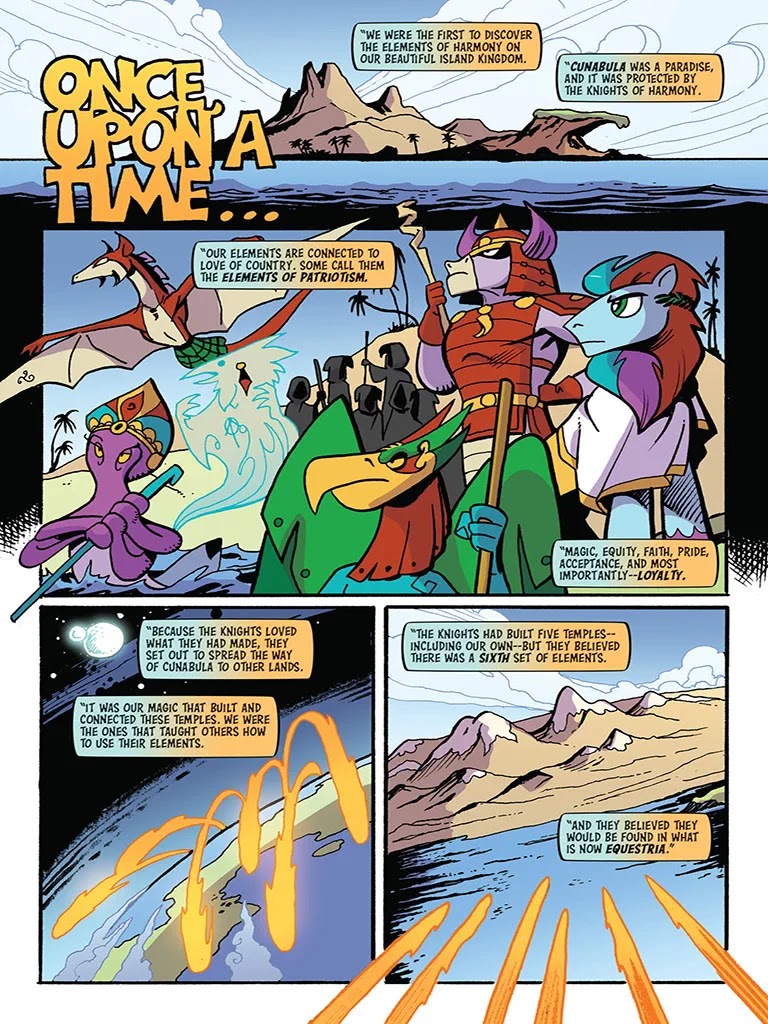 ONCE
UPON A
TIME...
"WE WERE THE FIRST TO DISCOVER
THE ELEMENTS OF HARMONY ON
OUR BEAUTIFUL ISLAND KINGDOM.
"CUNABULA WAS A PARADISE,
AND IT WAS PROTECTED BY
THE KNIGHTS OF HARMONY.
"OUR ELEMENTS ARE CONNECTED TO
LOVE OF COUNTRY. SOME CALL THEM
THE ELEMENTS OF PATRIOTISM.
"MAGIC, EQUITY, FAITH, PRIDE,
ACCEPTANCE, AND MOST
IMPORTANTLY--LOYALTY.
"BECAUSE THE KNIGHTS LOVED
WHAT THEY HAD MADE, THEY
SET OUT TO SPREAD THE WAY
OF CUNABULA TO OTHER LANDS.
"IT WAS OUR MAGIC THAT BUILT AND
CONNECTED THESE TEMPLES. WE WERE
THE ONES THAT TAUGHT OTHERS HOW
TO USE THEIR ELEMENTS.
"THE KNIGHTS HAD BUILT FIVE TEMPLES--
INCLUDING OUR OWN--BUT THEY BELIEVED
THERE WAS A SIXTH SET OF ELEMENTS.
"AND THEY BELIEVED THEY
WOULD BE FOUND IN WHAT
IS NOW EQUESTRIA."